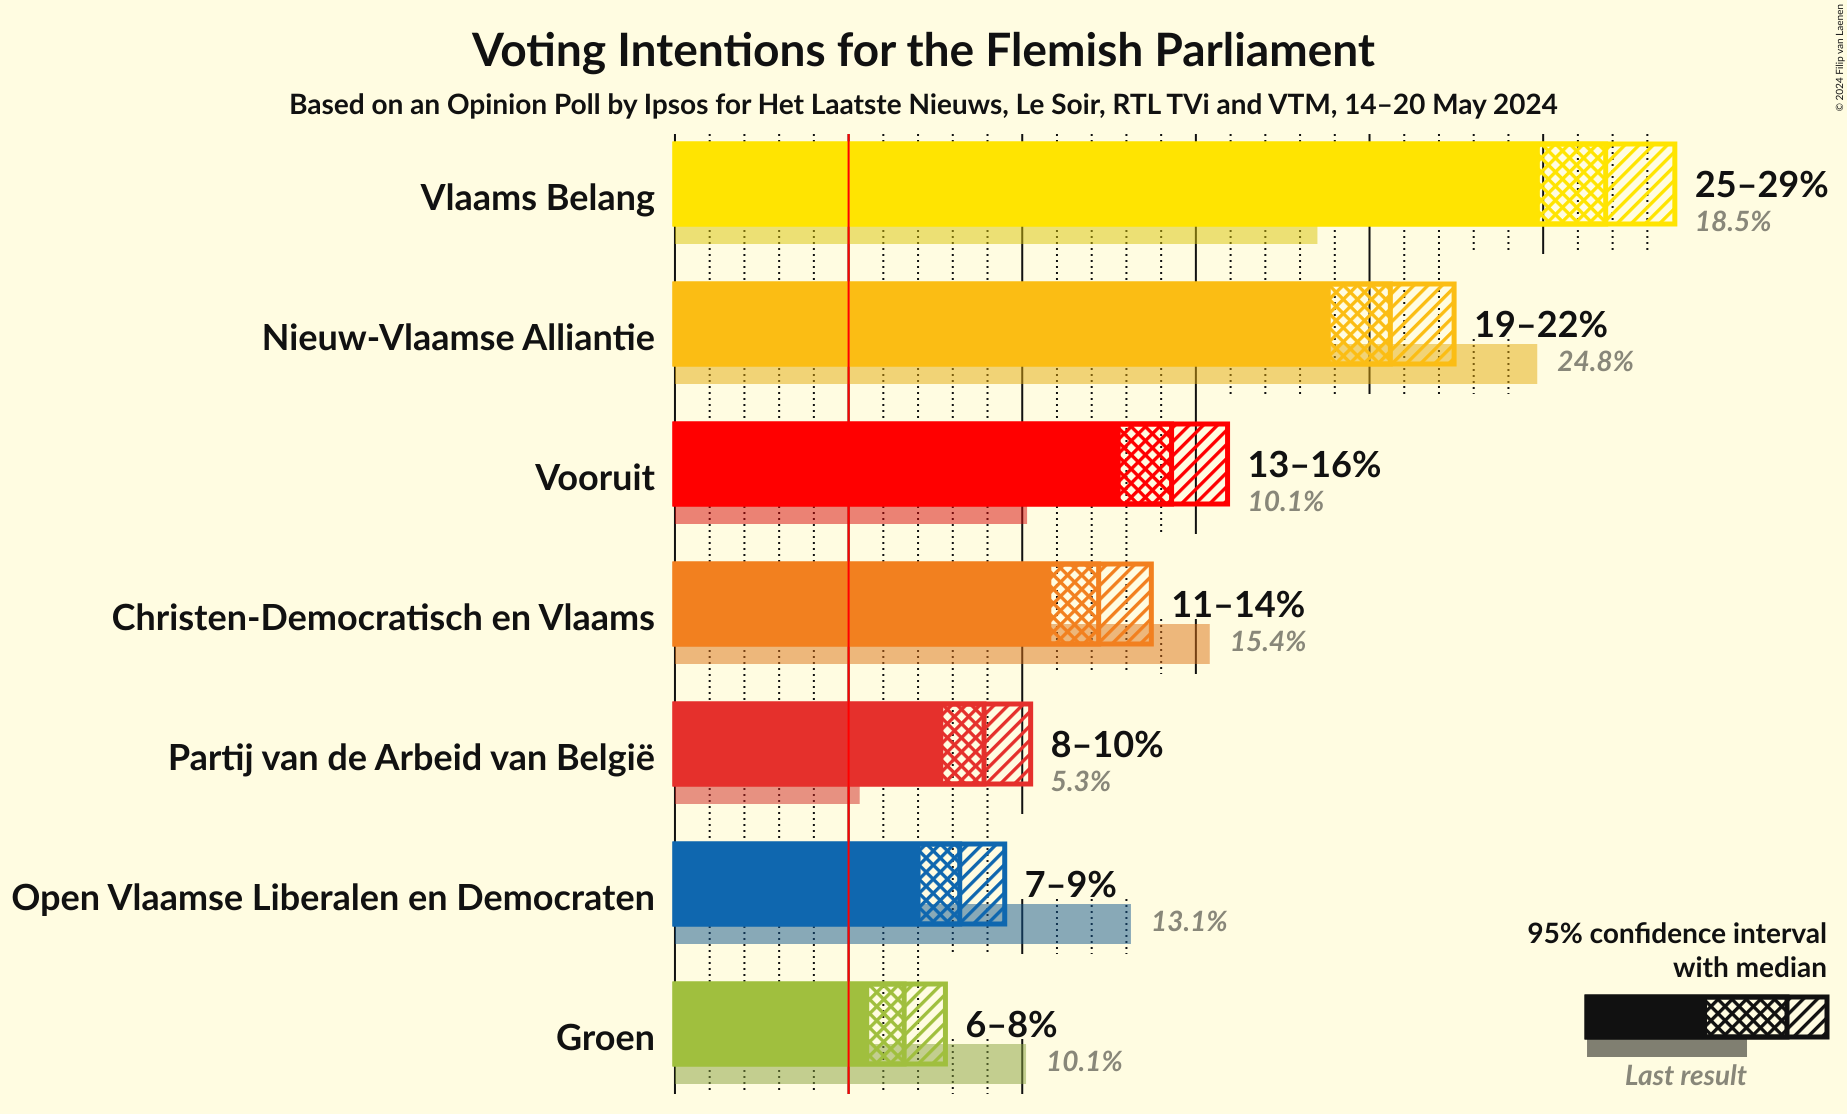 Voting Intentions for the Flemish Parliament
Based on an Opinion Poll by Ipsos for Het Laatste Nieuws, Le Soir, RTL TVi and VTM, 14–20 May 2024
© 2024 Filip van Laenen
Vlaams Belang
25–29%
18.5%
Nieuw-Vlaamse Alliantie
19–22%
24.8%
Vooruit
13–16%
10.1%
Christen-Democratisch en Vlaams
11–14%
15.4%
Partij van de Arbeid van België
8–10%
5.3%
Open Vlaamse Liberalen en Democraten
7–9%
13.1%
Groen
6–8%
10.1%
95% confidence interval
with median
Last result